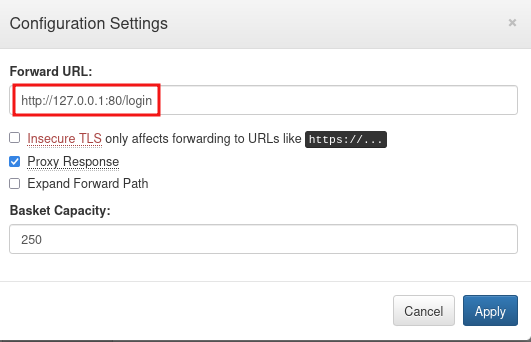 Configuration Settings ×
Forward URL:
http://127.0.0.1:80/login
Insecure TLS only affects forwarding to URLs like https://...
Proxy Response
Expand Forward Path
Basket Capacity:
250
Cancel Apply